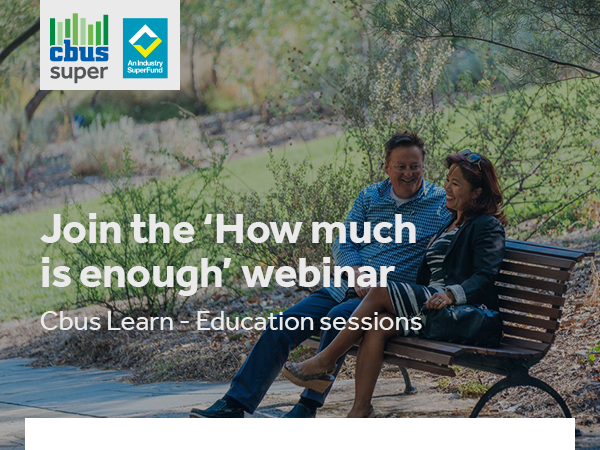 cbus
super
An Industry
SuperFund
Join the ‘How much
is enough’ webinar
Cbus Learn - Education sessions